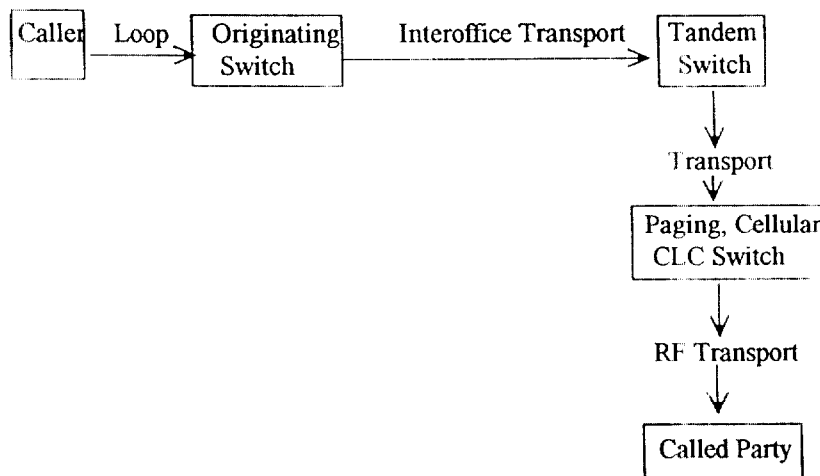 Caller
Loop
Originating
Switch
Interoffice Transport
Tandem
Switch
Transport
Paging, Cellular
CLC Switch
RF Transport
Called Party